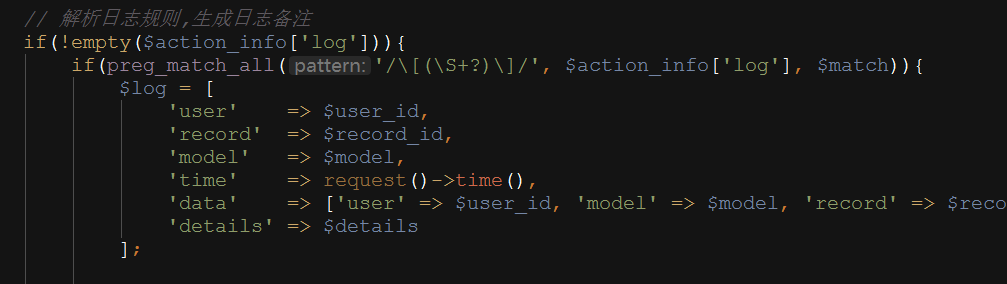 // 解析日志规则,生成日志备注
if(!empty($action_info['log'])){
if(preg_match_all( pattern: '/\[(\S+?)\]/', $action_info['log'], $match)){
$log = [
'user' => $user_id,
'record' => $record_id,
'model' => $model,
'time' => request()->time(),
'data' => ['user' => $user_id, 'model' => $model, 'record' => $reco
'details' => $details
];